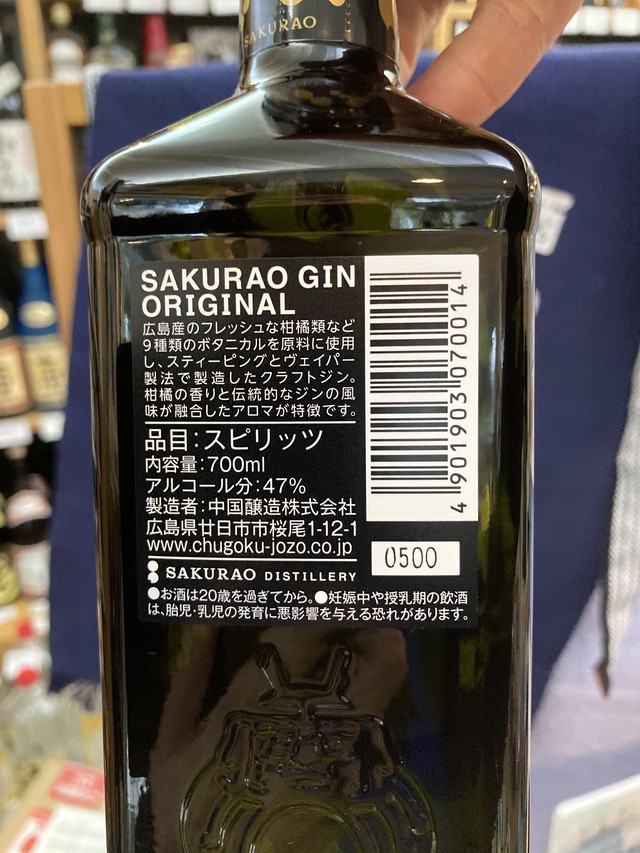 SAKURAO
SAKURAO GIN
ORIGINAL
広島産のフレッシュな柑橘類など
9種類のボタニカルを原料に使用
し、スティーピングとヴェイパー
製法で製造したクラフトジン。
柑橘の香りと伝統的なジンの風
味が融合したアロマが特徴です。
品目:スピリッツ
内容量:700ml
アルコール分:47%
製造者:中国醸造株式会社
広島県廿日市市桜尾1-12-1
www.chugoku-jozo.co.jp
SAKURAO DISTILLERY
4 901903 070014
0500
●お酒は20歳を過ぎてから。●妊娠中や授乳期の飲酒
は、胎児・乳児の発育に悪影響を与える恐れがあります。